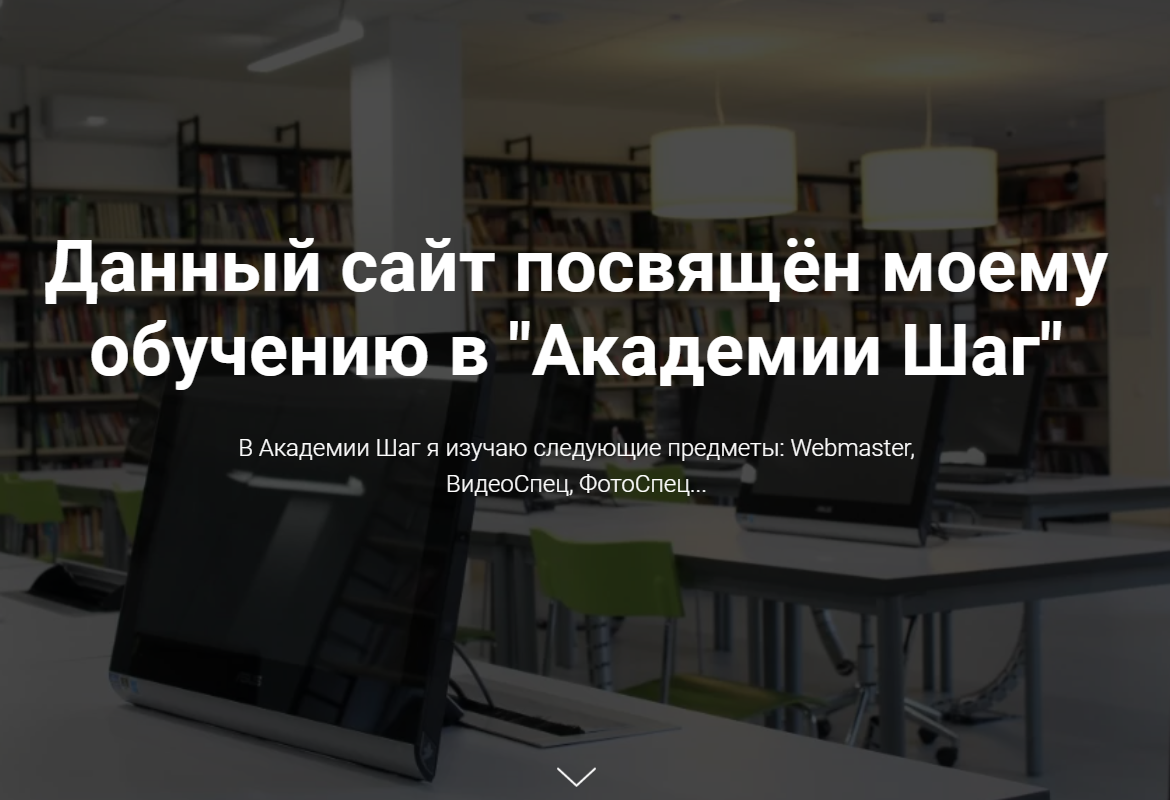 Данный сайт посвящён моему
обучению в "Академии Шаг"
В Академии Шаг я изучаю следующие предметы: Webmaster,
ВидеоСпец, ФотоСпец...